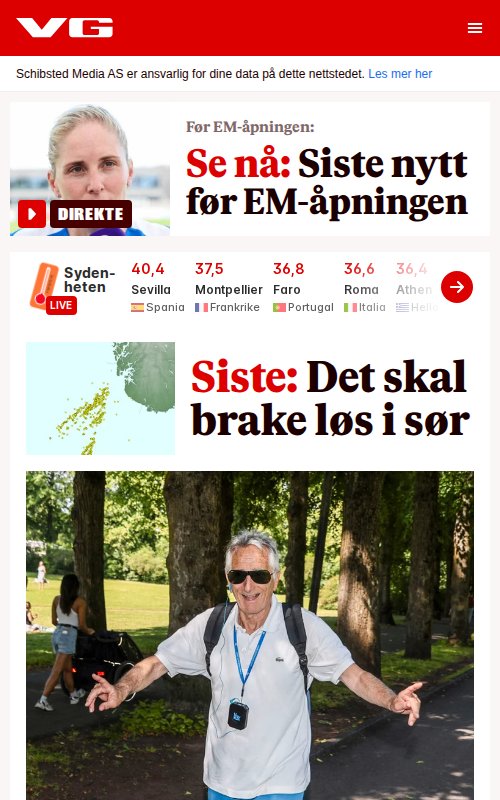 VG
Schibsted Media AS er ansvarlig for dine data på dette nettstedet. Les mer her
Før EM-åpningen:
Se nå: Siste nytt
før EM-åpningen
DIREKTE
Syden-
heten
LIVE
40,4
Sevilla
Spania
37,5
Montpellier
Frankrike
36,8
Faro
Portugal
36,6
Roma
Italia
36,4
Athen
Siste: Det skal
brake løs i sør